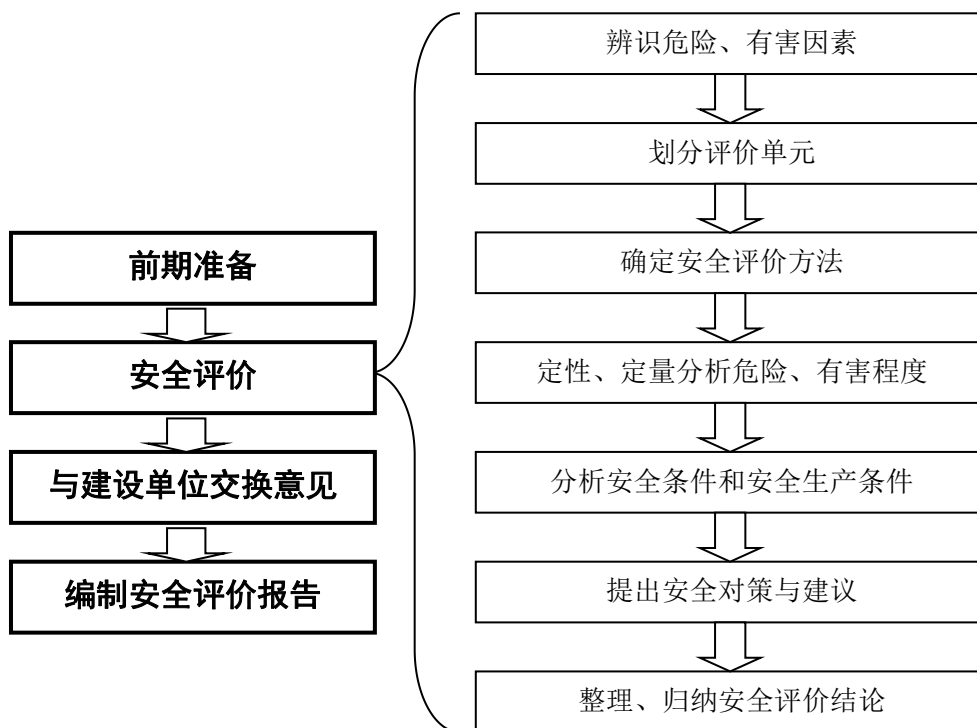 前期准备
安全评价
与建设单位交换意见
编制安全评价报告
辨识危险、有害因素
划分评价单元
确定安全评价方法
定性、定量分析危险、有害程度
分析安全条件和安全生产条件
提出安全对策与建议
整理、归纳安全评价结论